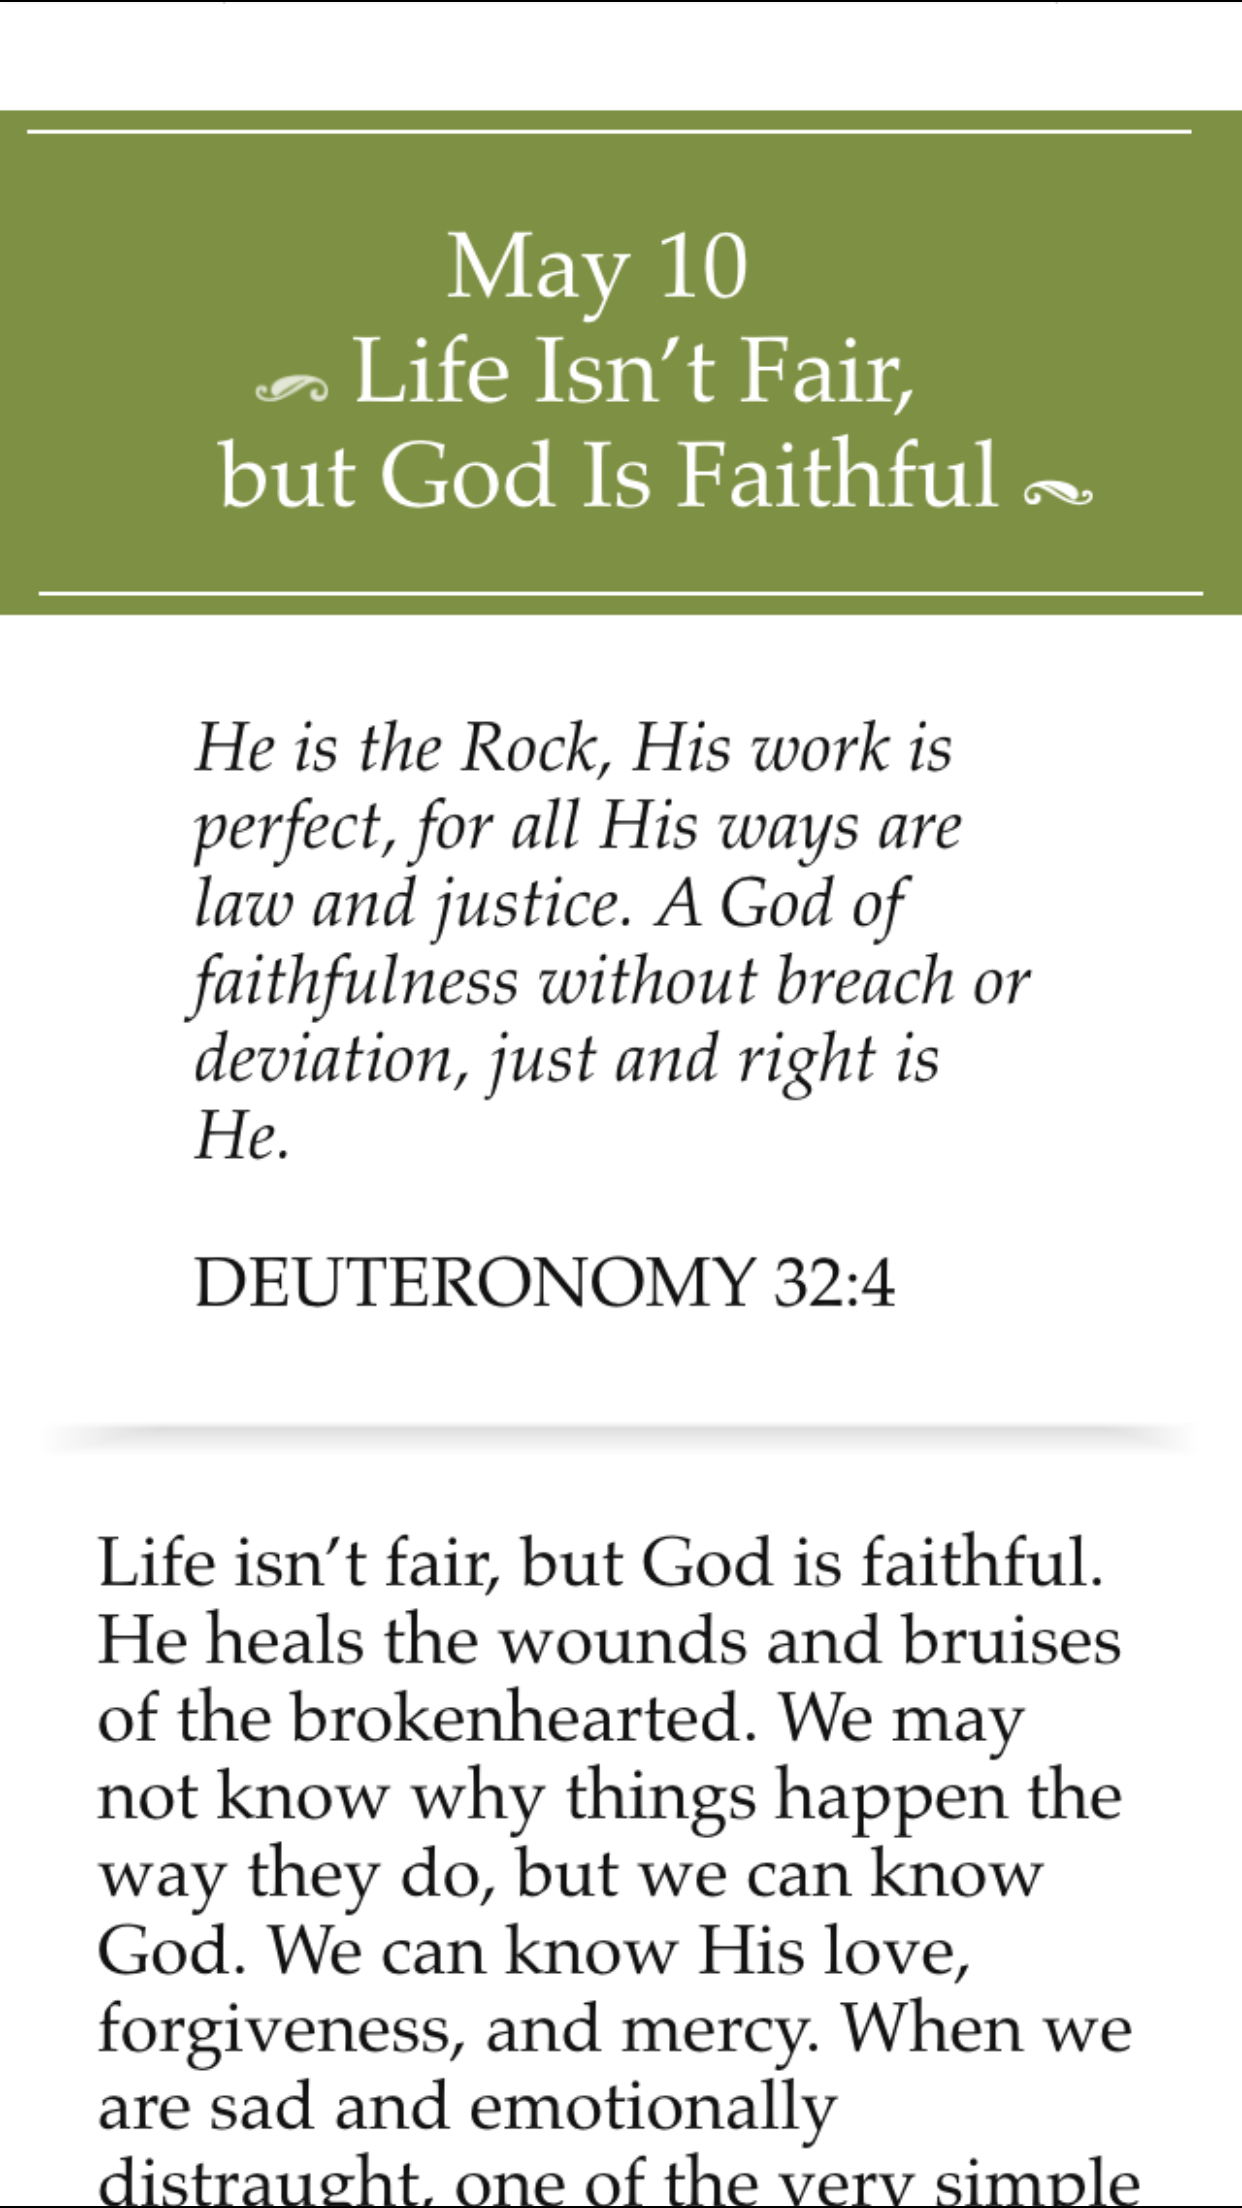 May 10
Life Isn’t Fair,
but God Is Faithful
He is the Rock, His work is
perfect, for all His ways are
law and justice. A God of
faithfulness without breach or
deviation, just and right is
He.
DEUTERONOMY 32:4
Life isn’t fair, but God is faithful.
He heals the wounds and bruises
of the brokenhearted. We may
not know why things happen the
way they do, but we can know
God. We can know His love,
forgiveness, and mercy. When we
are sad and emotionally
distraught, one of the very simple